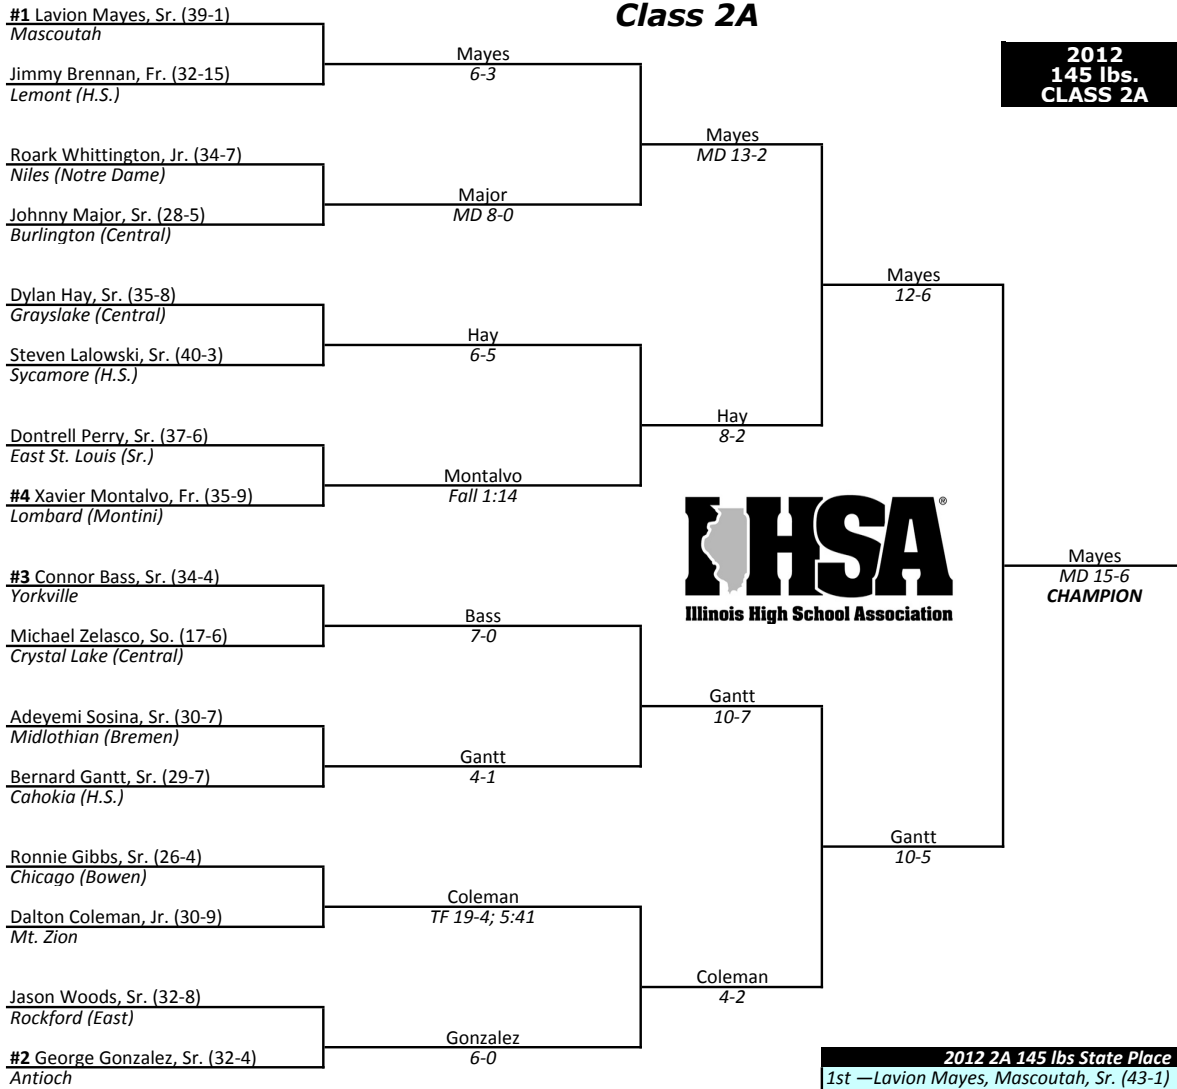 Class 2A
2012
145 lbs.
CLASS 2A
#1 Lavion Mayes, Sr. (39-1)
Mascoutah
Jimmy Brennan, Fr. (32-15)
Lemont (H.S.)
Mayes
6-3
Roark Whittington, Jr. (34-7)
Niles (Notre Dame)
Johnny Major, Sr. (28-5)
Burlington (Central)
Major
MD 8-0
Mayes
MD 13-2
Dylan Hay, Sr. (35-8)
Grayslake (Central)
Steven Lalowski, Sr. (40-3)
Sycamore (H.S.)
Hay
6-5
Dontrell Perry, Sr. (37-6)
East St. Louis (Sr.)
#4 Xavier Montalvo, Fr. (35-9)
Lombard (Montini)
Montalvo
Fall 1:14
Hay
8-2
Mayes
12-6
IHSA®
Illinois High School Association
#3 Connor Bass, Sr. (34-4)
Yorkville
Michael Zelasco, So. (17-6)
Crystal Lake (Central)
Bass
7-0
Adeyemi Sosina, Sr. (30-7)
Midlothian (Bremen)
Bernard Gantt, Sr. (29-7)
Cahokia (H.S.)
Gantt
4-1
Gantt
10-7
Ronnie Gibbs, Sr. (26-4)
Chicago (Bowen)
Dalton Coleman, Jr. (30-9)
Mt. Zion
Coleman
TF 19-4; 5:41
Jason Woods, Sr. (32-8)
Rockford (East)
#2 George Gonzalez, Sr. (32-4)
Antioch
Gonzalez
6-0
Coleman
4-2
Gantt
10-5
Mayes
MD 15-6
CHAMPION
2012 2A 145 lbs State Place
1st —Lavion Mayes, Mascoutah, Sr. (43-1)